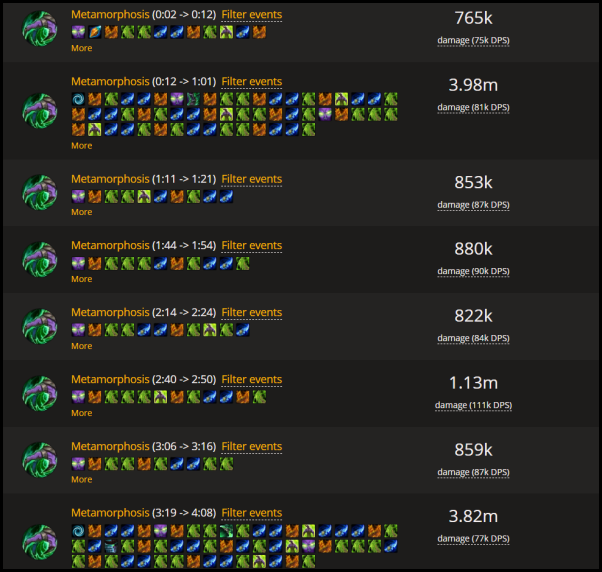 Metamorphosis (0:02 -> 0:12) Filter events 765k
More damage (75k DPS)
Metamorphosis (0:12 -> 1:01) Filter events 3.98m
damage (81k DPS)
More
Metamorphosis (1:11 -> 1:21) Filter events 853k
More damage (87k DPS)
Metamorphosis (1:44 -> 1:54) Filter events 880k
More damage (90k DPS)
Metamorphosis (2:14 -> 2:24) Filter events 822k
More damage (84k DPS)
Metamorphosis (2:40 -> 2:50) Filter events 1.13m
More damage (111k DPS)
Metamorphosis (3:06 -> 3:16) Filter events 859k
More damage (87k DPS)
Metamorphosis (3:19 -> 4:08) Filter events 3.82m
damage (77k DPS)